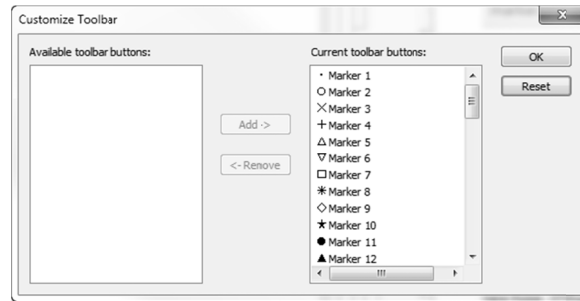 Customize Toolbar
Available toolbar buttons:
Current toolbar buttons:
OK
Reset
Add ->
<- Remove
Marker 1
Marker 2
Marker 3
Marker 4
Marker 5
Marker 6
Marker 7
Marker 8
Marker 9
Marker 10
Marker 11
Marker 12